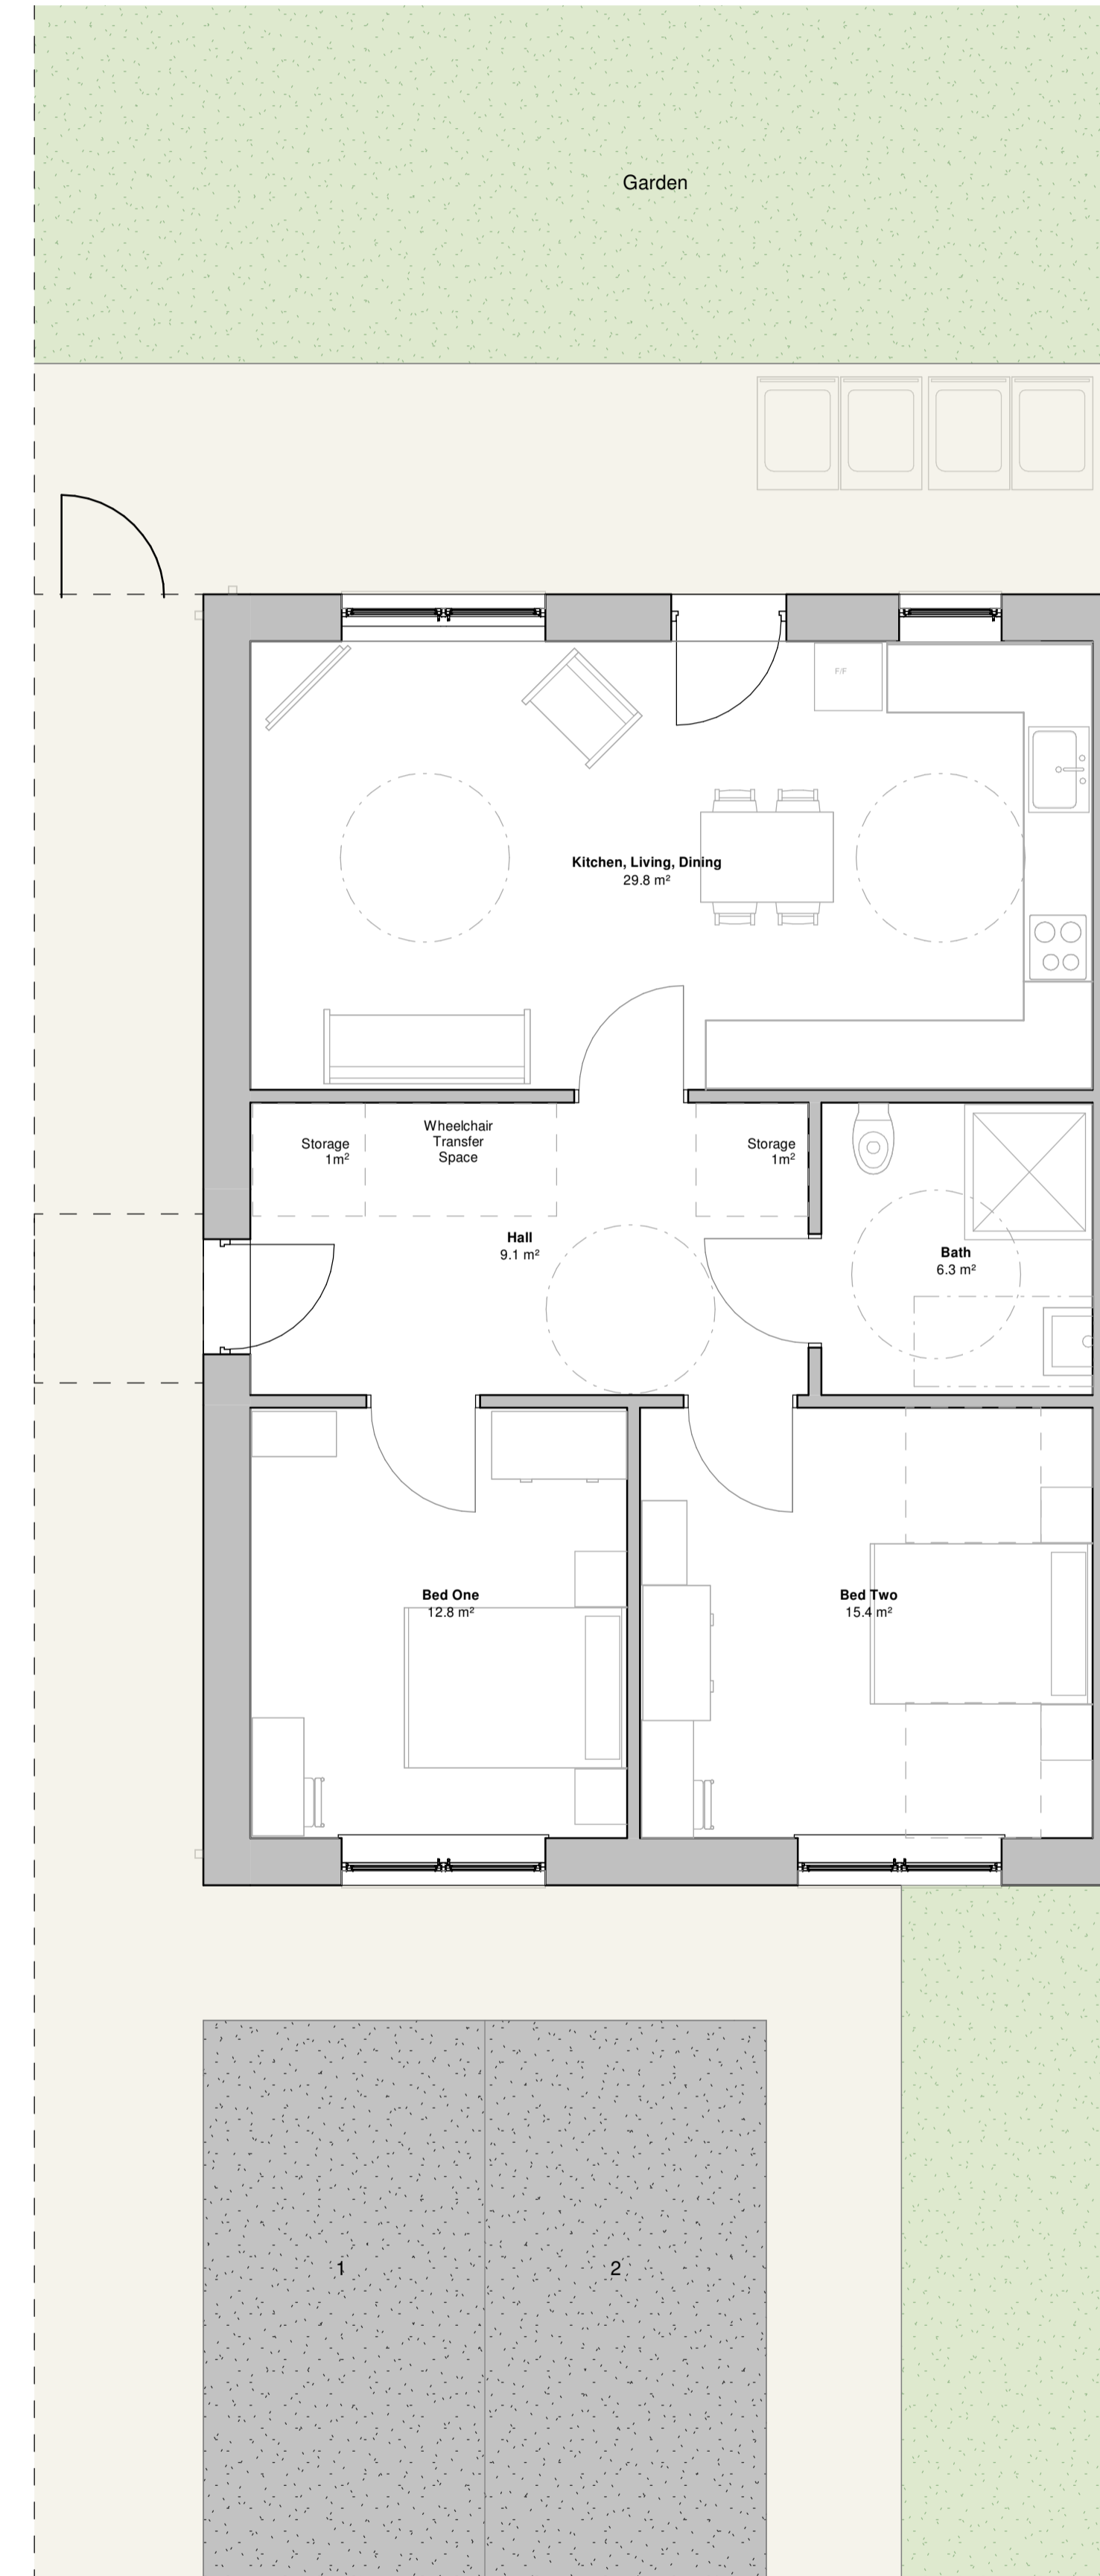 Garden
F/F
Kitchen, Living, Dining
29.8 m²
Storage
1m²
Wheelchair
Transfer
Space
Storage
1m²
Hall
9.1 m²
Bath
6.3 m²
Bed One
12.8 m²
Bed Two
15.4 m²
1
2